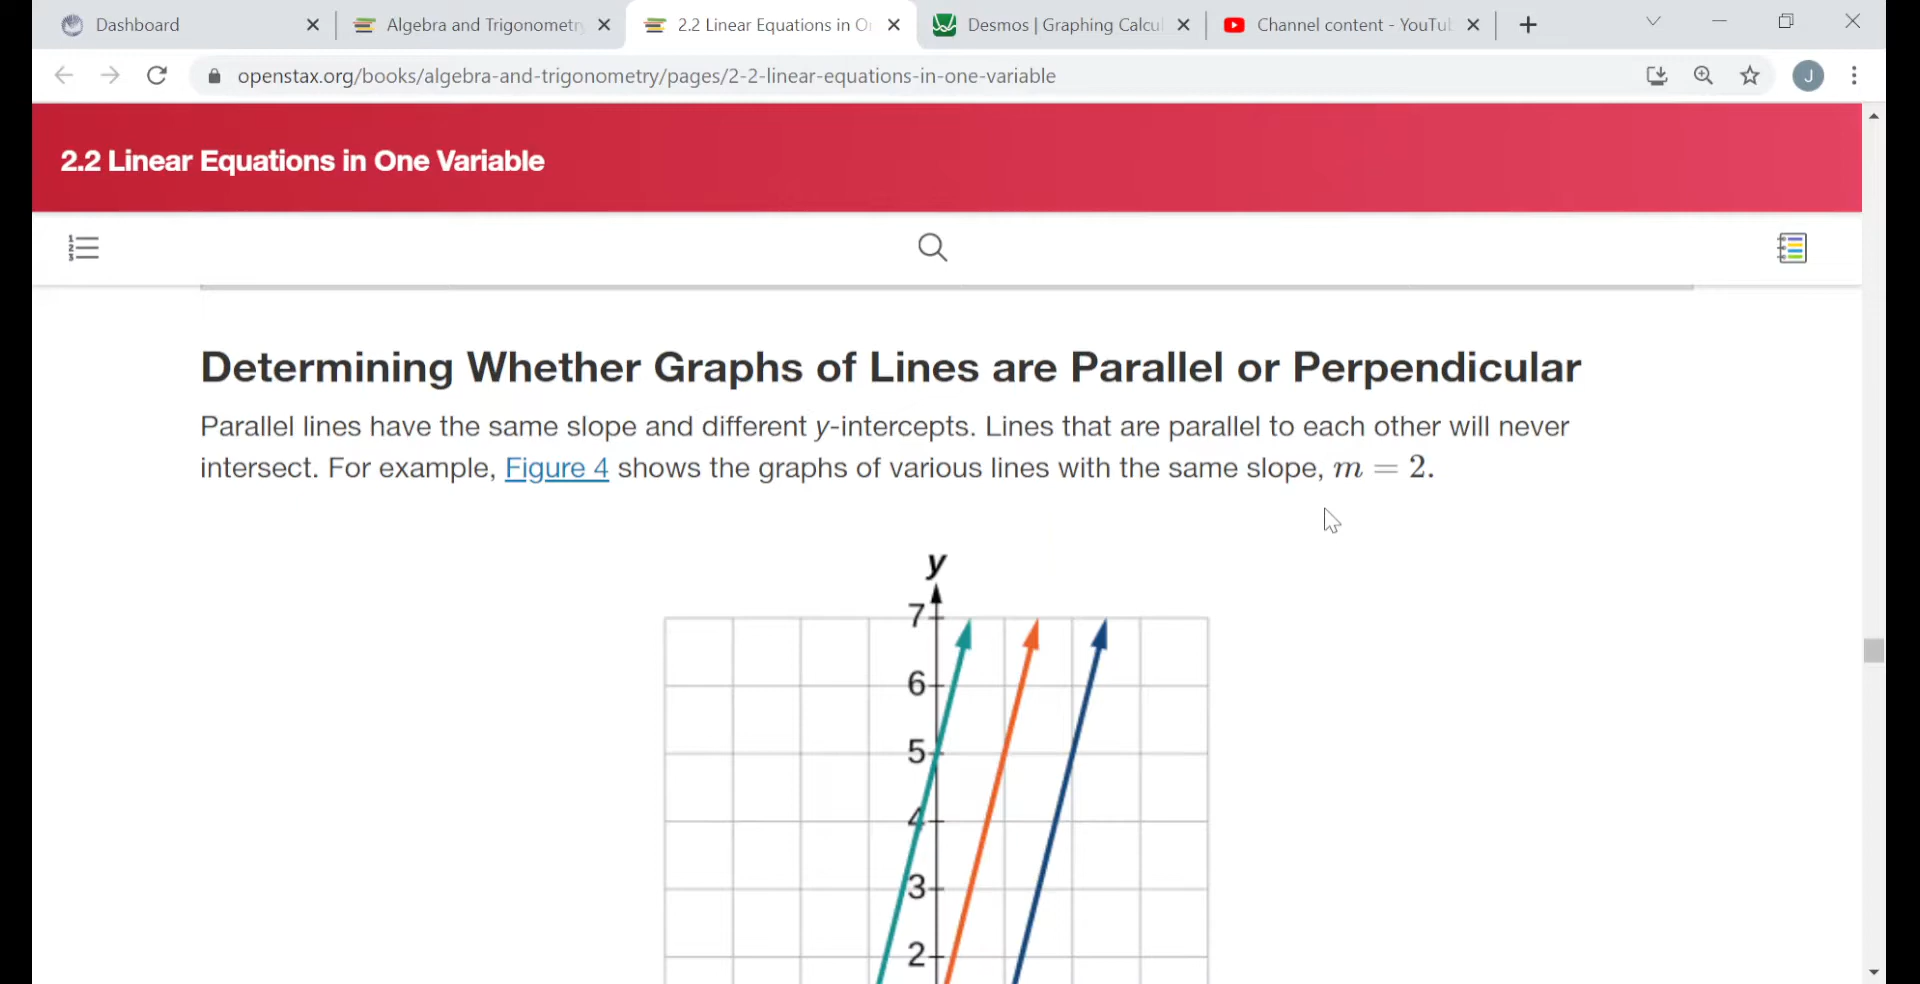 Dashboard
Algebra and Trigonometry
2.2 Linear Equations in O
Desmos | Graphing Calcul
Channel content - YouTub
openstax.org/books/algebra-and-trigonometry/pages/2-2-linear-equations-in-one-variable
J
2.2 Linear Equations in One Variable
Determining Whether Graphs of Lines are Parallel or Perpendicular
Parallel lines have the same slope and different y-intercepts. Lines that are parallel to each other will never
intersect. For example, Figure 4 shows the graphs of various lines with the same slope, m = 2.
y
7
6
5
4
3
2